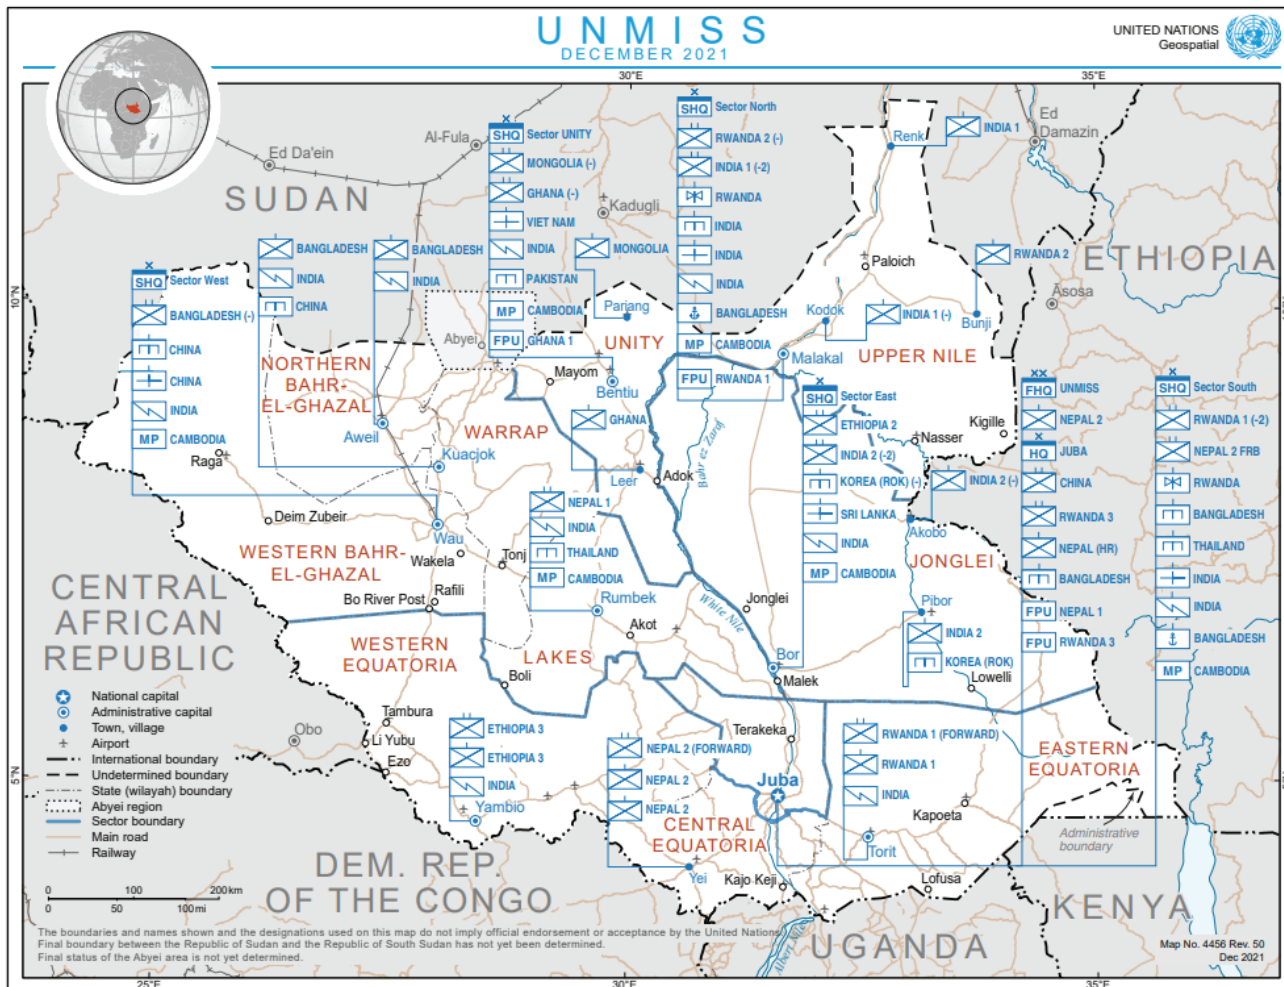 UNMISS
DECEMBER 2021
UNITED NATIONS
Geospatial
30°E
35°E
SHQ Sector North
RWANDA 2 (-)
INDIA 1 (-2)
RWANDA
INDIA
INDIA
INDIA
BANGLADESH
MP CAMBODIA
FPU RWANDA 1
SHQ Sector UNITY
MONGOLIA (-)
GHANA (-)
VIET NAM
INDIA
PAKISTAN
MP CAMBODIA
FPU GHANA 1
MONGOLIA
INDIA 1
Renk
Ed
Damazin
Al-Fula
Ed Da'ein
SUDAN
Kadugli
ETHIOPIA
Āsosa
RWANDA 2
Paloich
Bunji
Kodok
INDIA 1 (-)
Malakal
UPPER NILE
BANGLADESH
INDIA
CHINA
BANGLADESH
INDIA
SHQ Sector West
BANGLADESH (-)
CHINA
CHINA
INDIA
MP CAMBODIA
10°N
10°N
Abyei
Pariang
UNITY
Mayom
Bentiu
NORTHERN
BAHR-
EL-GHAZAL
WARRAP
Aweil
Kuacjok
Raga
GHANA
Leer
Adok
Bahr ez Zaraf
Kigille
Nasser
SHQ Sector East
ETHIOPIA 2
INDIA 2 (-2)
KOREA (ROK) (-)
SRI LANKA
INDIA
MP CAMBODIA
INDIA 2 (-)
Akobo
JONGLEI
FHQ UNMISS
NEPAL 2
HQ JUBA
CHINA
RWANDA 3
NEPAL (HR)
BANGLADESH
FPU NEPAL 1
FPU RWANDA 3
SHQ Sector South
RWANDA 1 (-2)
NEPAL 2 FRB
RWANDA
BANGLADESH
THAILAND
INDIA
INDIA
BANGLADESH
MP CAMBODIA
Deim Zubeir
Wau
WESTERN BAHR-
EL-GHAZAL
Wakela
Tonj
Rafili
Bo River Post
NEPAL 1
INDIA
THAILAND
MP CAMBODIA
Rumbek
White Nile
Jonglei
Pibor
INDIA 2
KOREA (ROK)
Lowelli
CENTRAL
AFRICAN
REPUBLIC
WESTERN
EQUATORIA
LAKES
Akot
Boli
Bor
Malek
National capital
Administrative capital
Town, village
Airport
International boundary
Undetermined boundary
State (wilayah) boundary
Abyei region
Sector boundary
Main road
Railway
0 100 200 km
0 50 100 mi
Obo
Tambura
Li Yubu
Ezo
ETHIOPIA 3
ETHIOPIA 3
INDIA
Yambio
NEPAL 2 (FORWARD)
NEPAL 2
NEPAL 2
Terakeka
Juba
CENTRAL
EQUATORIA
Yei
Kajo Keji
RWANDA 1 (FORWARD)
RWANDA 1
INDIA
Torit
EASTERN
EQUATORIA
Kapoeta
Administrative
boundary
Lofusa
5°N
5°N
DEM. REP.
OF THE CONGO
UGANDA
KENYA
Albert Nile
The boundaries and names shown and the designations used on this map do not imply official endorsement or acceptance by the United Nations.
Final boundary between the Republic of Sudan and the Republic of South Sudan has not yet been determined.
Final status of the Abyei area is not yet determined.
Map No. 4456 Rev. 50
Dec 2021
25°E
30°E
35°E